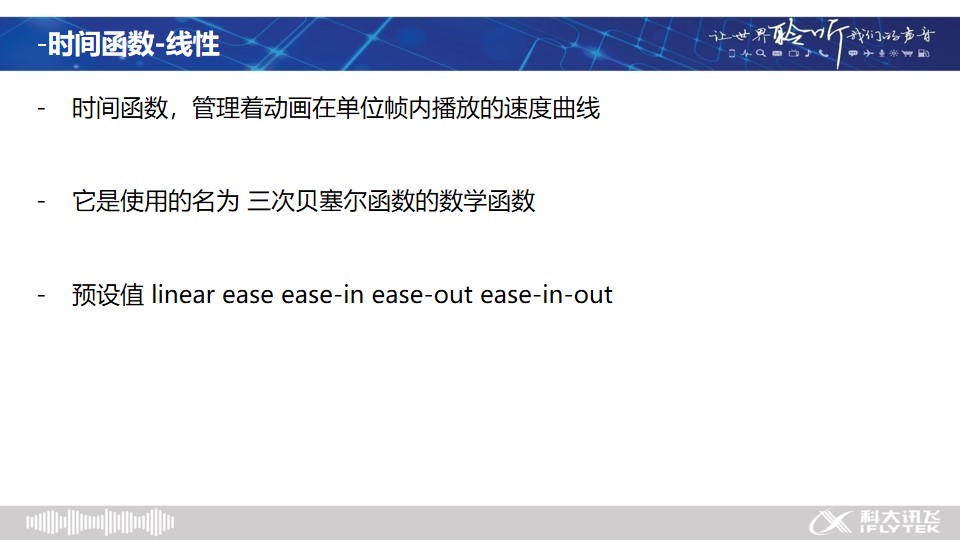 -时间函数-线性
让世界聆听我们的声音
- 时间函数，管理着动画在单位帧内播放的速度曲线
- 它是使用的名为 三次贝塞尔函数的数学函数
- 预设值 linear ease ease-in ease-out ease-in-out
科大讯飞
iFLYTEK